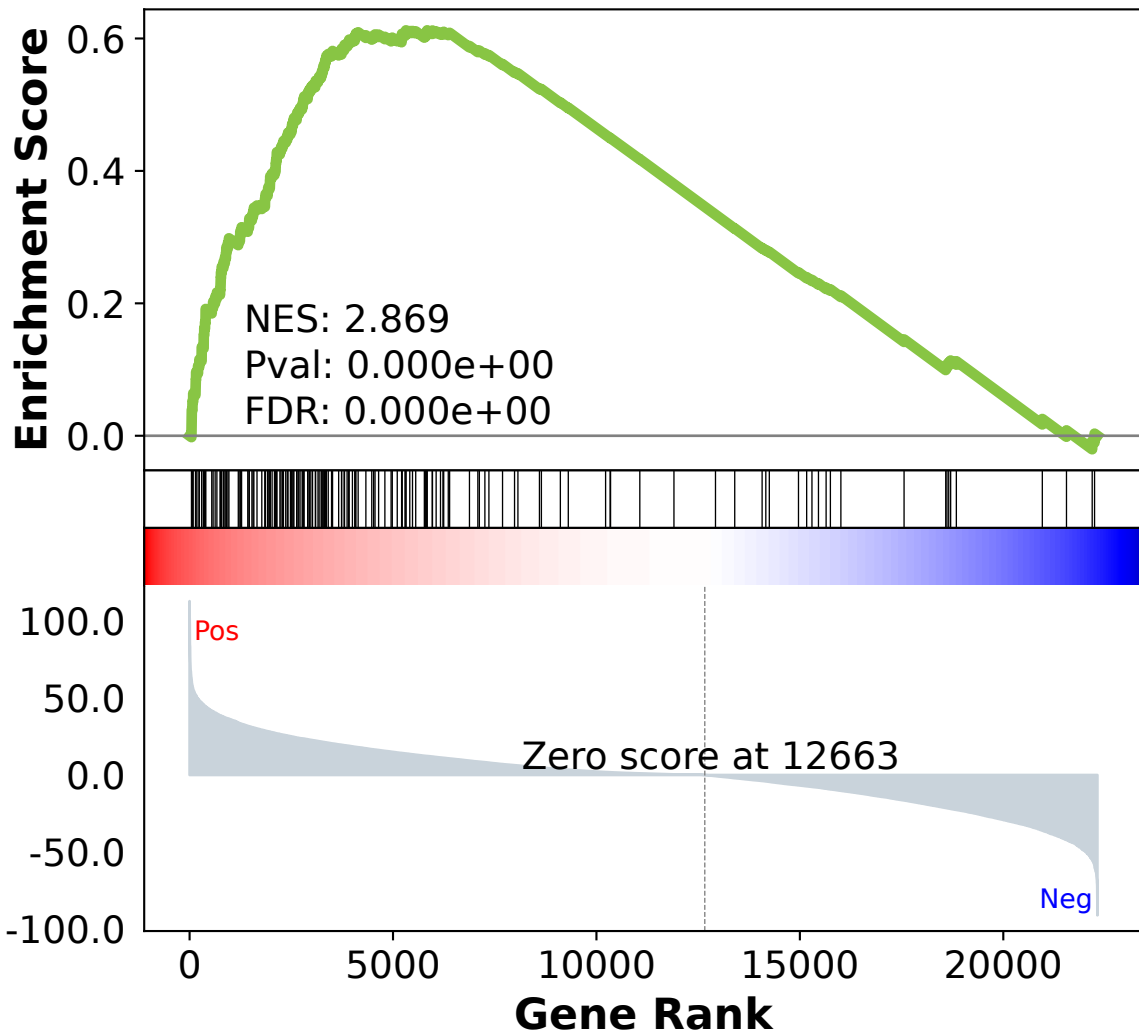 Enrichment Score
0.6
0.4
0.2
0.0
NES: 2.869
Pval: 0.000e+00
FDR: 0.000e+00
100.0
50.0
0.0
-50.0
-100.0
Pos
Zero score at 12663
Neg
0 5000 10000 15000 20000
Gene Rank